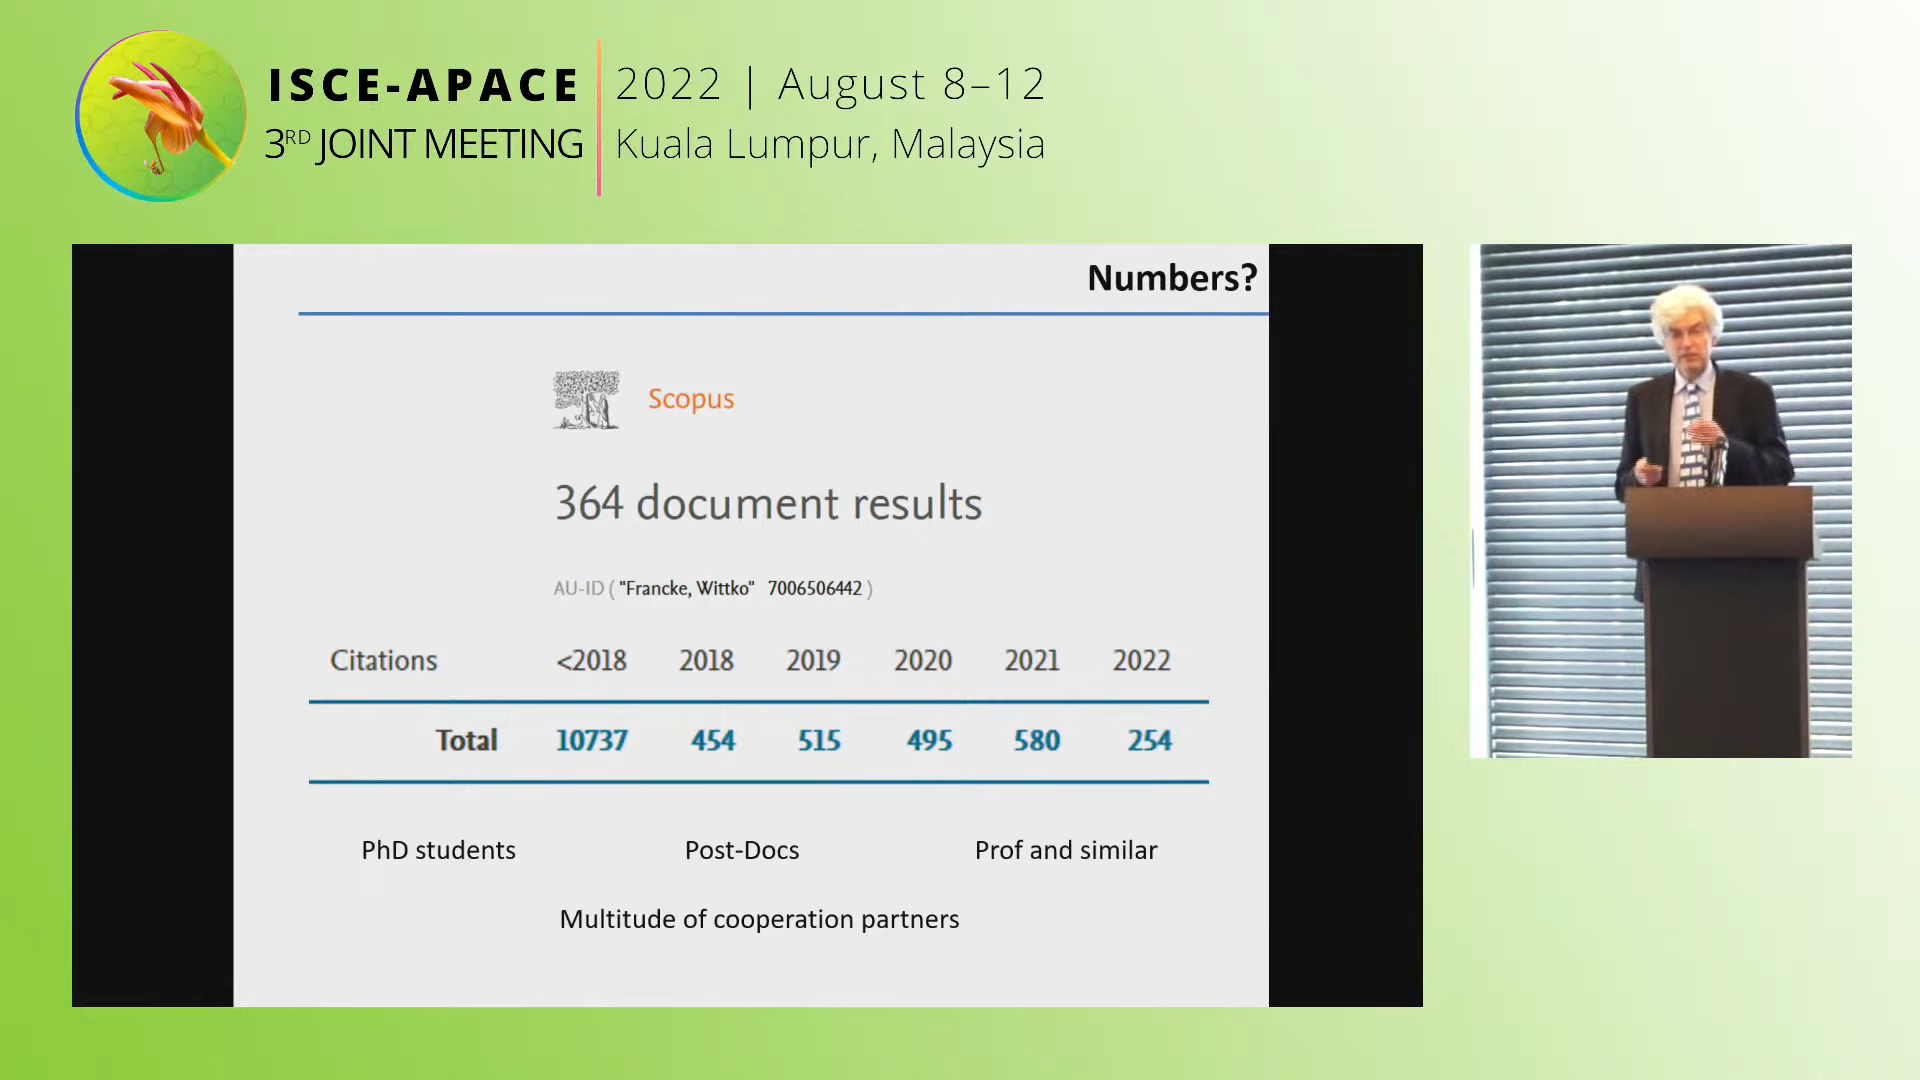 ISCE-APACE
3RD JOINT MEETING
2022 | August 8–12
Kuala Lumpur, Malaysia
Numbers?
Scopus
364 document results
AU-ID ( "Francke, Wittko" 7006506442 )
Citations <2018 2018 2019 2020 2021 2022
Total 10737 454 515 495 580 254
PhD students Post-Docs Prof and similar
Multitude of cooperation partners